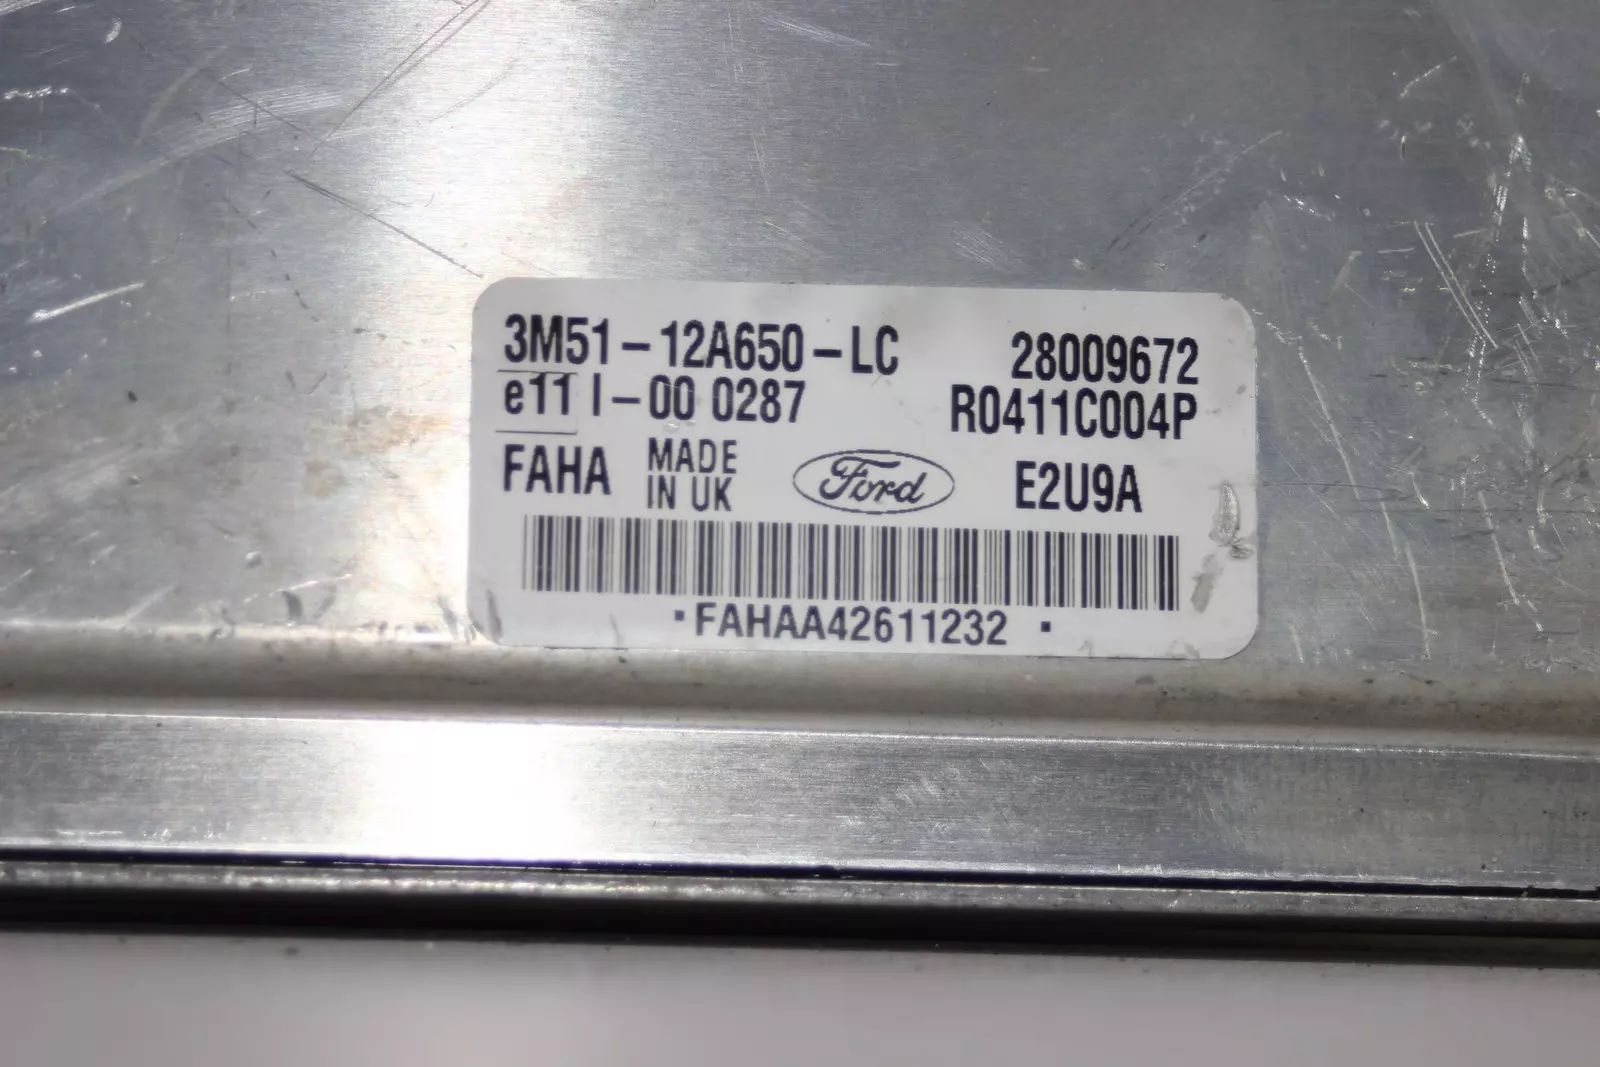 3M51-12A650-LC 28009672
e11 I-00 0287 R0411C004P
FAHA MADE IN UK Ford E2U9A
·FAHAA42611232 ·